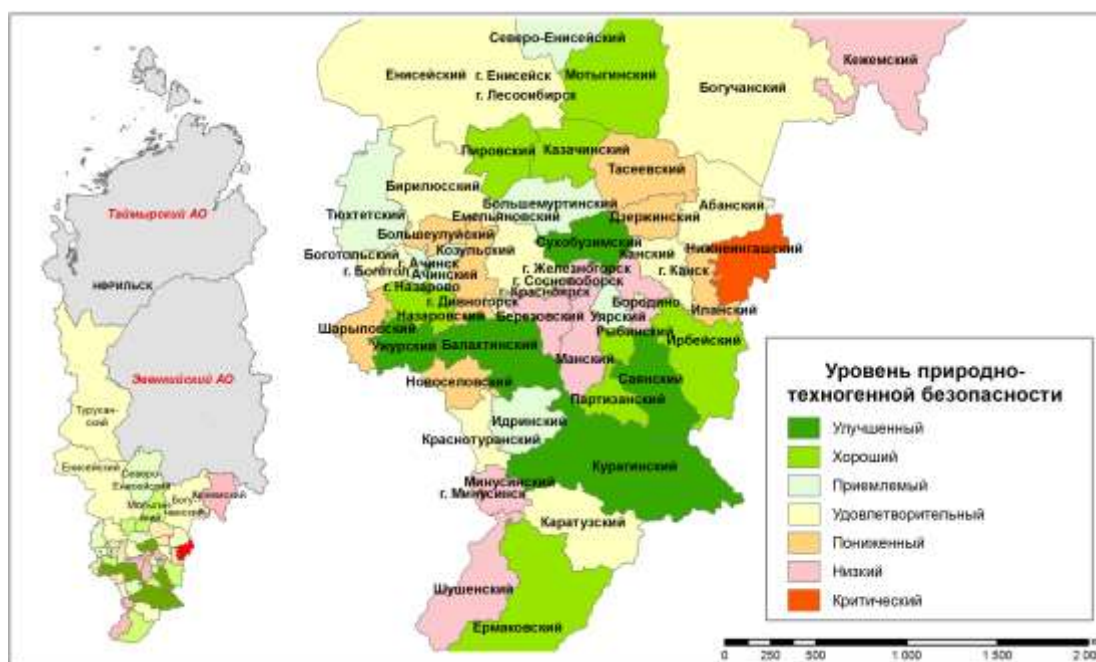 Таймырский АО
НОРИЛЬСК
Эвенкийский АО
Турухан-
ский
Енисейский
Северо-
Енисейский
Мотыгин-
ский
Богу-
чанский
Кежемский
Северо-Енисейский
Кежемский
Енисейский
г. Енисейск
Мотыгинский
г. Лесосибирск
Богучанский
Пировский
Казачинский
Тасеевский
Бирилюсский
Абанский
Большемуртинский
Тюхтетский
Емельяновский
Дзержинский
Большеулуйский
Сухобузимский
Нижнеингашский
Боготольский
Козульский
Канский
г. Ачинск
г. Железногорск
г. Боготол
Ачинский
г. Канск
г. Сосновоборск
г. Назарово
г. Красноярск
г. Дивногорск
Бородино
Иланский
Назаровский
Березовский
Уярский
Шарыповский
Рыбинский
Ирбейский
Ужурский
Балахтинский
Манский
Новоселовский
Саянский
Партизанский
Идринский
Краснотуранский
Курагинский
Минусинский
г. Минусинск
Каратузский
Шушенский
Ермаковский
Уровень природно-
техногенной безопасности
Улучшенный
Хороший
Приемлемый
Удовлетворительный
Пониженный
Низкий
Критический
0 250 500 1 000 1 500